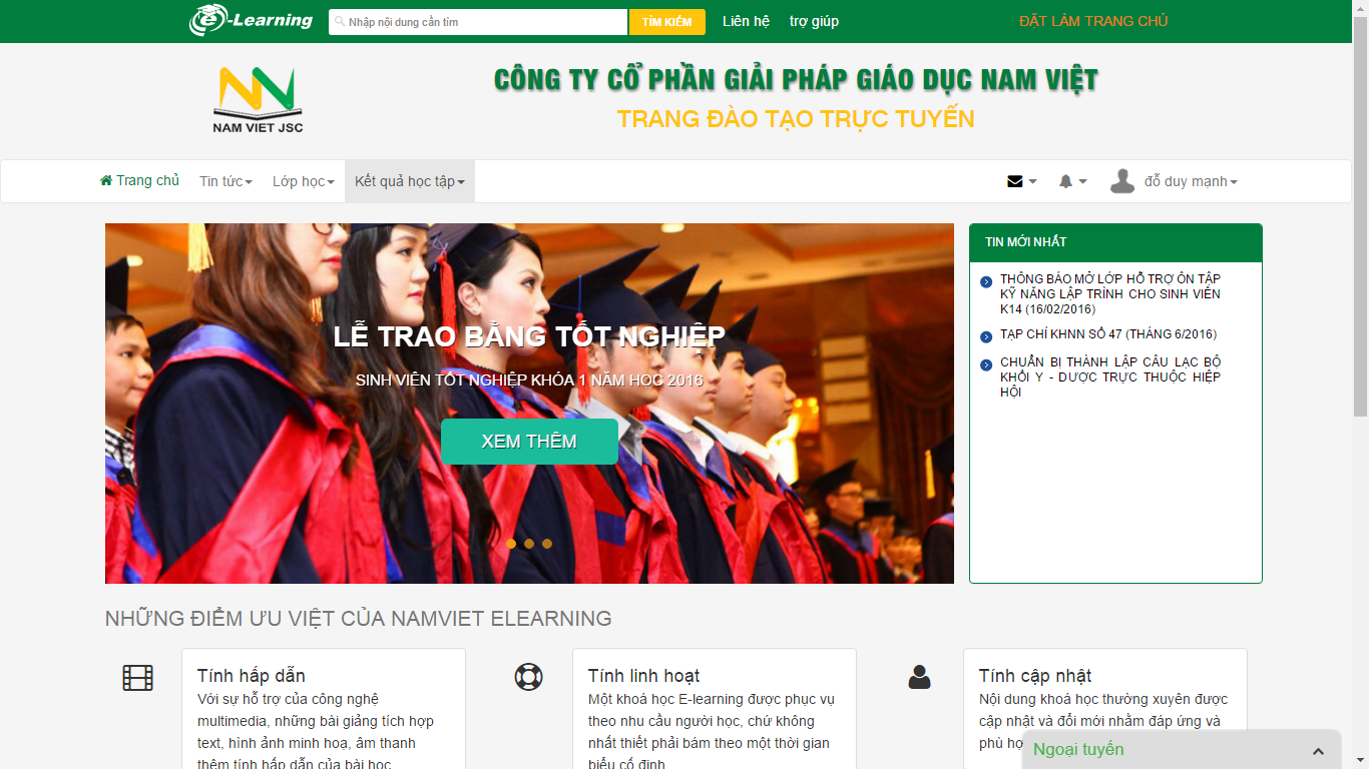 e-Learning
Nhập nội dung cần tìm
TÌM KIẾM
Liên hệ
trợ giúp
ĐẶT LÀM TRANG CHỦ
NAM VIET JSC
CÔNG TY CỔ PHẦN GIẢI PHÁP GIÁO DỤC NAM VIỆT
TRANG ĐÀO TẠO TRỰC TUYẾN
Trang chủ
Tin tức
Lớp học
Kết quả học tập
đỗ duy mạnh
LỄ TRAO BẰNG TỐT NGHIỆP
SINH VIÊN TỐT NGHIỆP KHÓA 1 NĂM HỌC 2016
XEM THÊM
TIN MỚI NHẤT
THÔNG BÁO MỞ LỚP HỖ TRỢ ÔN TẬP
KỸ NĂNG LẬP TRÌNH CHO SINH VIÊN
K14 (16/02/2016)
TẠP CHÍ KHNN SỐ 47 (THÁNG 6/2016)
CHUẨN BỊ THÀNH LẬP CÂU LẠC BỘ
KHỐI Y - DƯỢC TRỰC THUỘC HIỆP
HỘI
NHỮNG ĐIỂM ƯU VIỆT CỦA NAMVIET ELEARNING
Tính hấp dẫn
Với sự hỗ trợ của công nghệ
multimedia, những bài giảng tích hợp
text, hình ảnh minh hoạ, âm thanh
thêm tính hấp dẫn của bài học
Tính linh hoạt
Một khoá học E-learning được phục vụ
theo nhu cầu người học, chứ không
nhất thiết phải bám theo một thời gian
biểu cố định
Tính cập nhật
Nội dung khoá học thường xuyên được
cập nhật và đổi mới nhằm đáp ứng và
phù
Ngoại tuyến